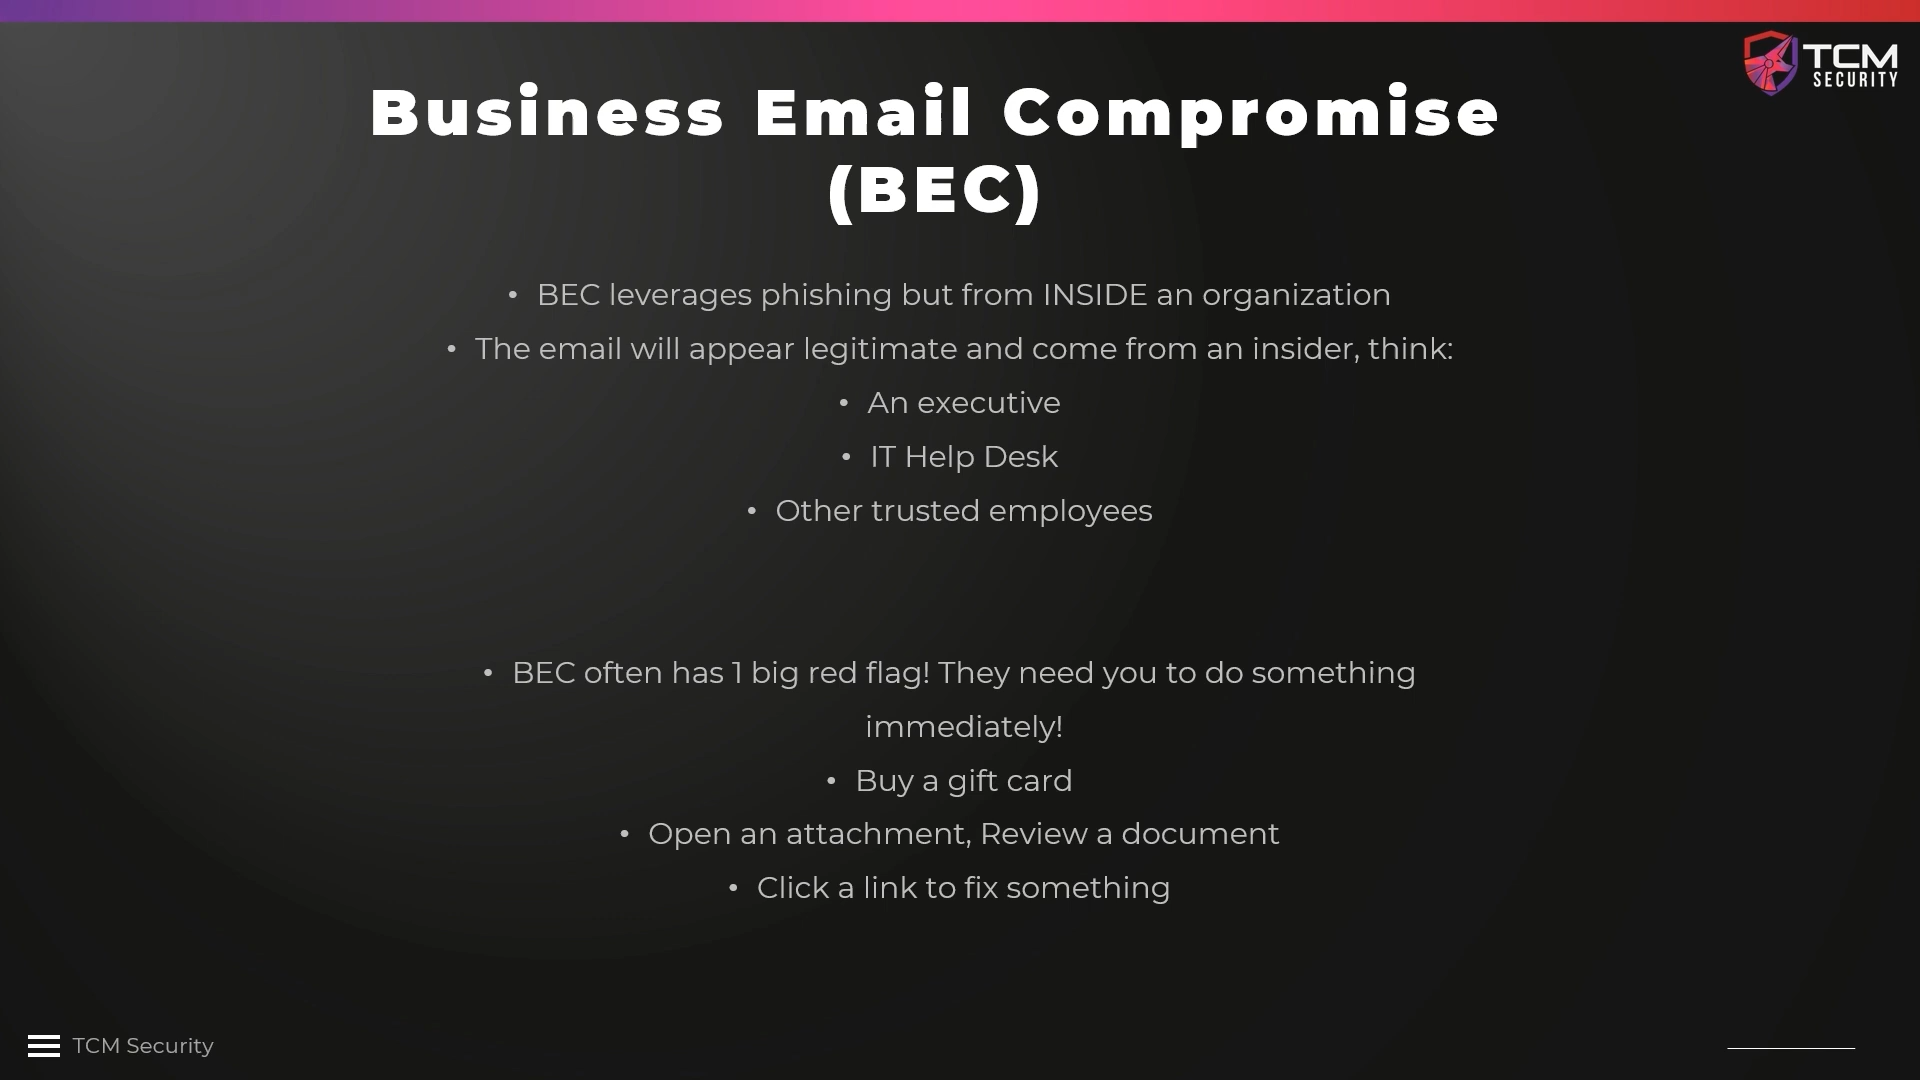 TCM
SECURITY
Business Email Compromise
(BEC)
• BEC leverages phishing but from INSIDE an organization
• The email will appear legitimate and come from an insider, think:
• An executive
• IT Help Desk
• Other trusted employees
• BEC often has 1 big red flag! They need you to do something
immediately!
• Buy a gift card
• Open an attachment, Review a document
• Click a link to fix something
TCM Security